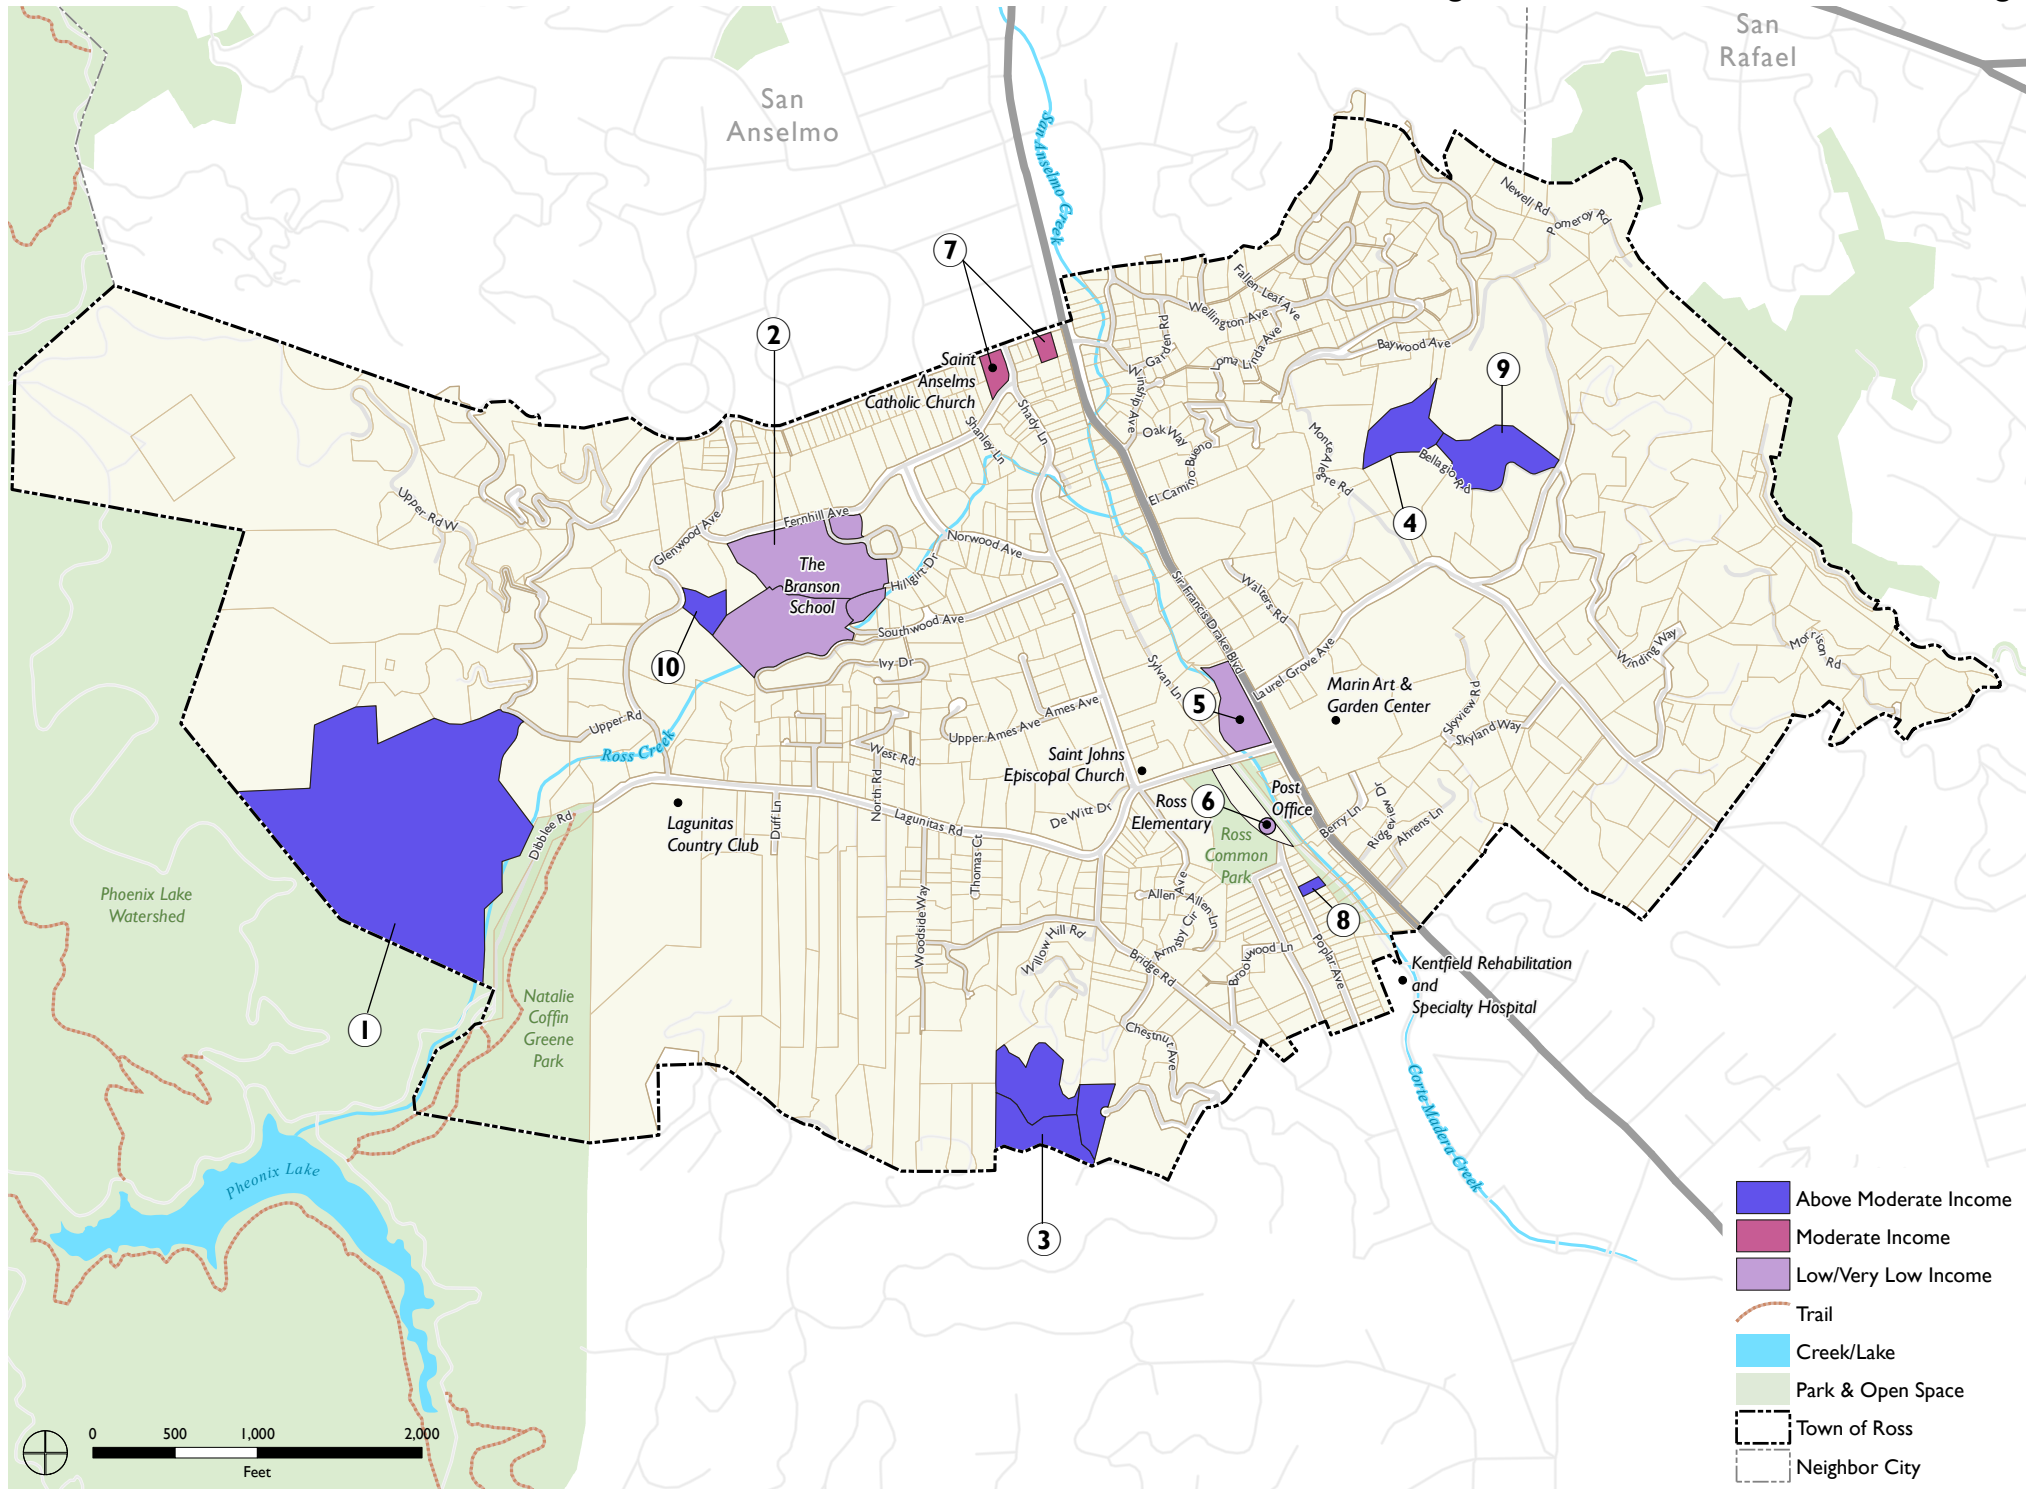 San
Rafael
San
Anselmo
San Anselmo Creek
Newell Rd
Pomeroy Rd
7
Fallen Leaf Ave
Wellington Ave
2
Garden Rd
Loma Linda Ave
Baywood Ave
Saint
Anselms
Catholic Church
Winship Ave
9
Shady Ln
Shanley Ln
Oak Way
Monte Alegre Rd
El Camino Bueno
Bellagio Rd
4
Upper Rd W
Glenwood Ave
Fernhill Ave
Norwood Ave
The
Branson
School
Hillgirt Dr
Sir Francis Drake Blvd
Walters Rd
Southwood Ave
10
Ivy Dr
Sylvan Ln
Laurel Grove Ave
Winding Way
Morrison Rd
Marin Art &
Garden Center
5
Skyview Rd
Skyland Way
Upper Rd
Ross Creek
Upper Ames Ave
Ames Ave
West Rd
North Rd
Saint Johns
Episcopal Church
Post
Office
6
Ross
Elementary
Lagunitas
Country Club
Duff Ln
Lagunitas Rd
De Witt Dr
Berry Ln
Ridgeview Dr
Ahrens Ln
Dibblee Rd
Ross
Common
Park
Thomas Ct
Phoenix Lake
Watershed
Woodside Way
Allen Ave
Allen Ln
8
Armsby Cir
Willow Hill Rd
Bridge Rd
Brookwood Ln
Poplar Ave
Kentfield Rehabilitation
and
Specialty Hospital
Natalie
Coffin
Greene
Park
1
Chestnut Ave
Corte Madera Creek
Pheonix Lake
3
Above Moderate Income
Moderate Income
Low/Very Low Income
Trail
Creek/Lake
Park & Open Space
Town of Ross
Neighbor City
0 500 1,000 2,000
Feet